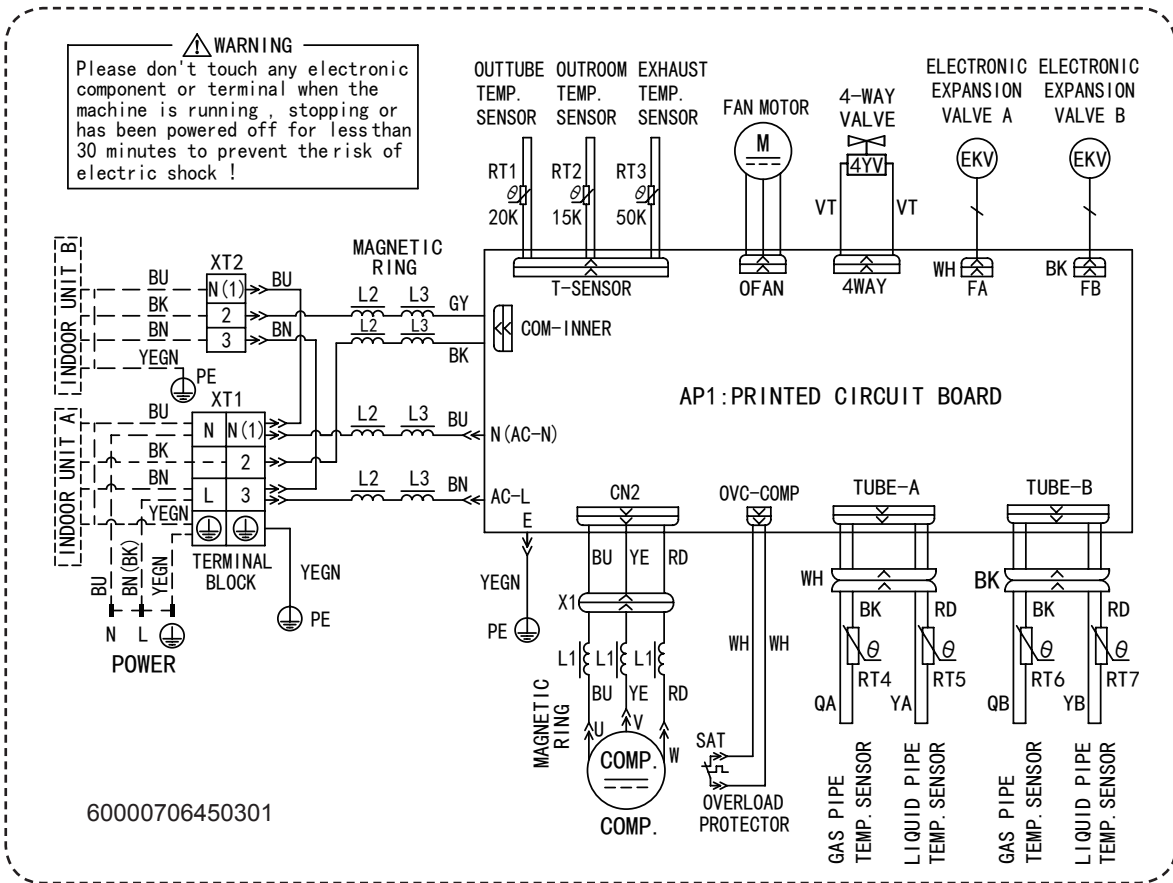 WARNING
Please don't touch any electronic
component or terminal when the
machine is running , stopping or
has been powered off for less than
30 minutes to prevent the risk of
electric shock !
OUTTUBE OUTROOM EXHAUST
TEMP. TEMP. TEMP.
SENSOR SENSOR SENSOR
RT1 RT2 RT3
θ θ θ
20K 15K 50K
T-SENSOR
FAN MOTOR
M
OFAN
4-WAY
VALVE
4YV
VT VT
4WAY
ELECTRONIC
EXPANSION
VALVE A
EKV
WH
FA
ELECTRONIC
EXPANSION
VALVE B
EKV
BK
FB
INDOOR UNIT B
BU
BK
BN
YEGN
PE
XT2
N(1)
2
3
BU
BN
MAGNETIC
RING
L2 L3 GY
L2 L3
BK
COM-INNER
AP1:PRINTED CIRCUIT BOARD
INDOOR UNIT A
BU
BK
BN
YEGN
XT1
N N(1)
2
L 3
TERMINAL
BLOCK
YEGN
PE
L2 L3 BU
N(AC-N)
L2 L3 BN
AC-L
BU
BN(BK)
YEGN
N L
POWER
E
YEGN
PE
CN2
BU YE RD
X1
L1 L1 L1
MAGNETIC
RING
BU YE RD
U V W
COMP.
COMP.
OVC-COMP
WH WH
SAT
OVERLOAD
PROTECTOR
TUBE-A
WH
BK RD
θ θ
RT4 RT5
QA YA
GAS PIPE
TEMP. SENSOR
LIQUID PIPE
TEMP. SENSOR
TUBE-B
BK
BK RD
θ θ
RT6 RT7
QB YB
GAS PIPE
TEMP. SENSOR
LIQUID PIPE
TEMP. SENSOR
60000706450301